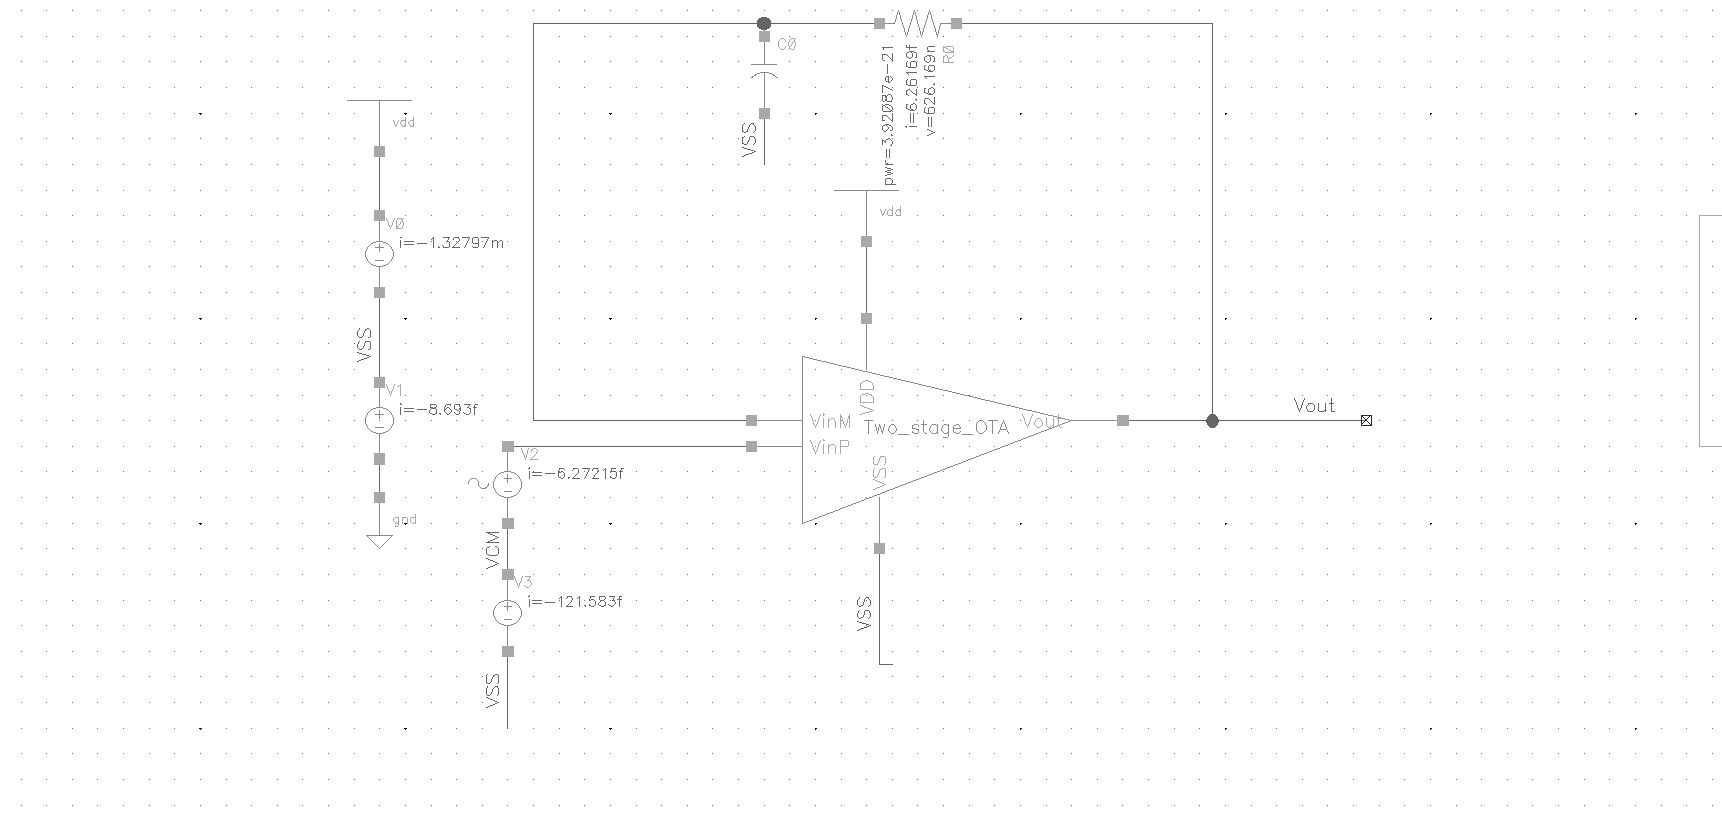 C0
VSS
pwr=3.92087e-21
i=6.26169f
v=626.169n
R0
vdd
vdd
V0
i=-1.32797m
VSS
V1
i=-8.693f
gnd
VDD
VinM
Two_stage_OTA
Vout
VinP
VSS
Vout
V2
i=-6.27215f
VCM
V3
i=-121.583f
VSS
VSS